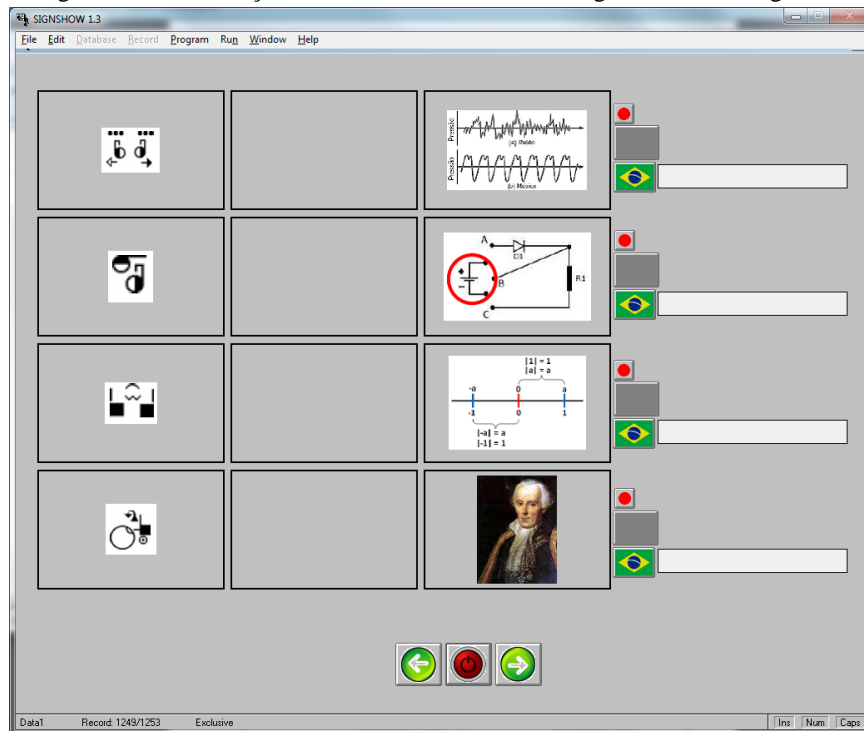 SIGNSHOW 1.3
File Edit Database Record Program Run Window Help
Pressão
(a) Ruído
Pressão
(b) Música
A
D1
B
R1
C
|1| = 1
|a| = a
-a 0 a
-1 0 1
|-a| = a
|-1| = 1
Data1 Record: 1249/1253 Exclusive Ins Num Caps